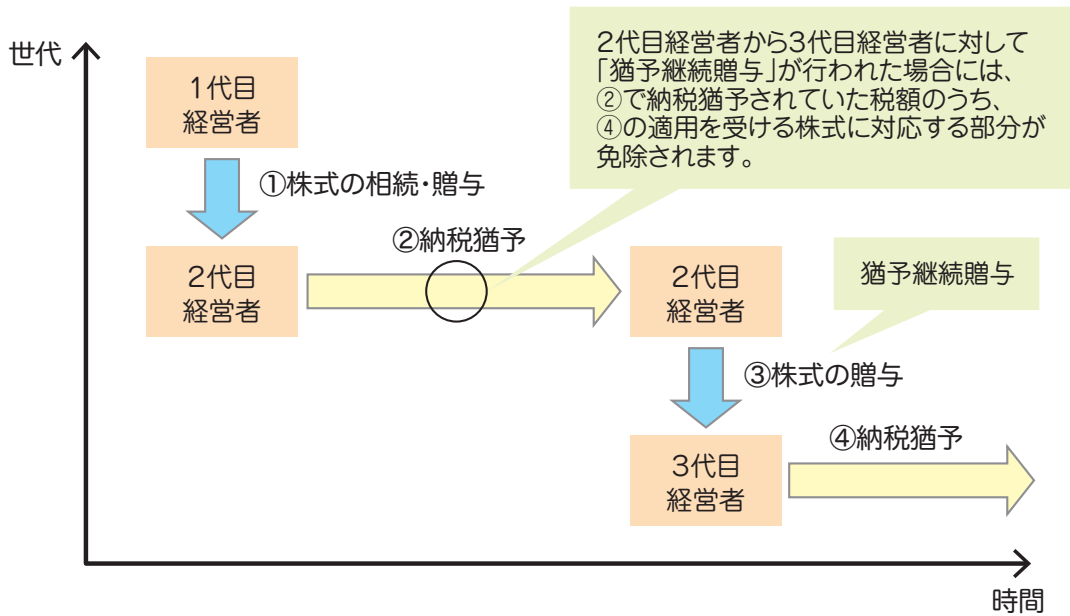 世代
2代目経営者から3代目経営者に対して
「猶予継続贈与」が行われた場合には、
②で納税猶予されていた税額のうち、
④の適用を受ける株式に対応する部分が
免除されます。
1代目
経営者
①株式の相続・贈与
②納税猶予
2代目
経営者
2代目
経営者
猶予継続贈与
③株式の贈与
④納税猶予
3代目
経営者
時間